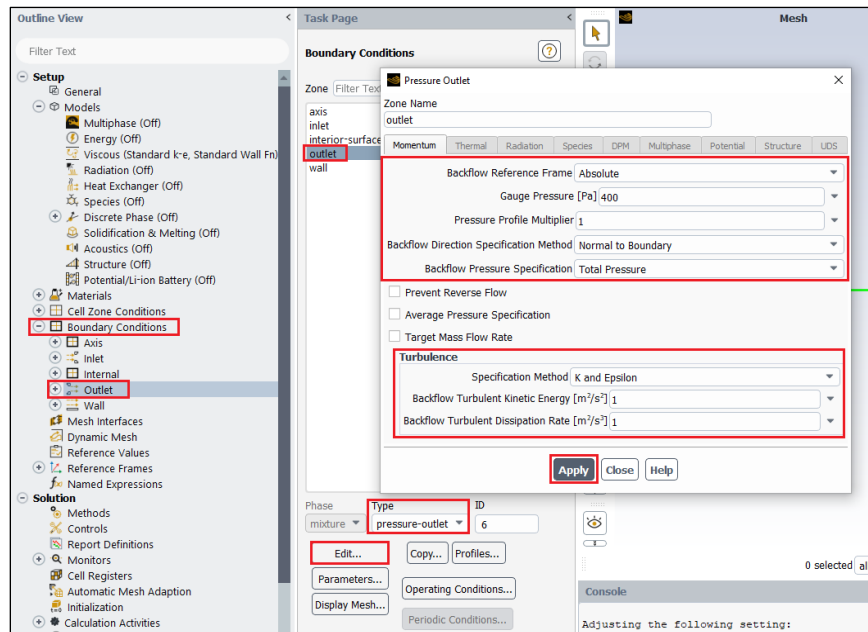 Outline View
Filter Text
Setup
General
Models
Multiphase (Off)
Energy (Off)
Viscous (Standard k-e, Standard Wall Fn)
Radiation (Off)
Heat Exchanger (Off)
Species (Off)
Discrete Phase (Off)
Solidification & Melting (Off)
Acoustics (Off)
Structure (Off)
Potential/Li-ion Battery (Off)
Materials
Cell Zone Conditions
Boundary Conditions
Axis
Inlet
Internal
Outlet
Wall
Mesh Interfaces
Dynamic Mesh
Reference Values
Reference Frames
Named Expressions
Solution
Methods
Controls
Report Definitions
Monitors
Cell Registers
Automatic Mesh Adaption
Initialization
Calculation Activities
Task Page
Boundary Conditions
Zone Filter Text
axis
inlet
interior-surface
outlet
wall
Phase Type ID
mixture pressure-outlet 6
Edit... Copy... Profiles...
Parameters... Operating Conditions...
Display Mesh... Periodic Conditions...
Mesh
Pressure Outlet
Zone Name
outlet
Momentum Thermal Radiation Species DPM Multiphase Potential Structure UDS
Backflow Reference Frame Absolute
Gauge Pressure [Pa] 400
Pressure Profile Multiplier 1
Backflow Direction Specification Method Normal to Boundary
Backflow Pressure Specification Total Pressure
Prevent Reverse Flow
Average Pressure Specification
Target Mass Flow Rate
Turbulence
Specification Method K and Epsilon
Backflow Turbulent Kinetic Energy [m²/s²] 1
Backflow Turbulent Dissipation Rate [m²/s³] 1
Apply Close Help
0 selected al
Console
Adjusting the following setting: